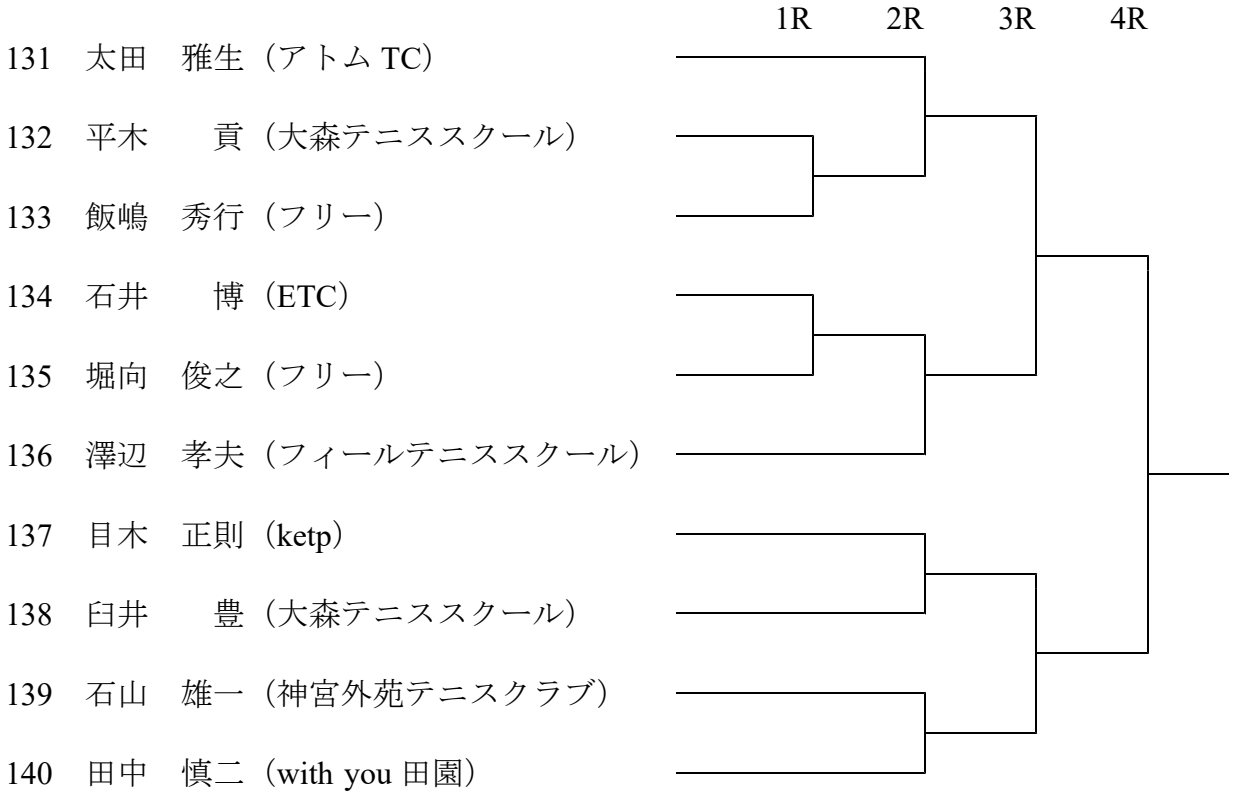 1R 2R 3R 4R
131 太田 雅生（アトム TC）
132 平木 貢（大森テニススクール）
133 飯嶋 秀行（フリー）
134 石井 博（ETC）
135 堀向 俊之（フリー）
136 澤辺 孝夫（フィールテニススクール）
137 目木 正則（ketp）
138 臼井 豊（大森テニススクール）
139 石山 雄一（神宮外苑テニスクラブ）
140 田中 慎二（with you 田園）